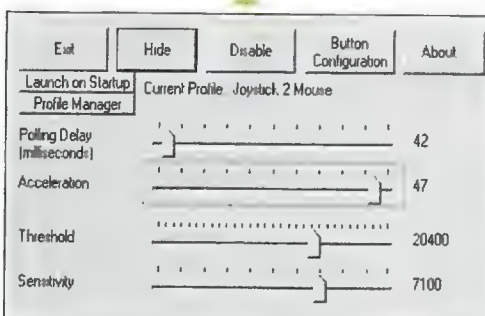 Exit
Hide
Disable
Button
Configuration
About
Launch on Startup
Current Profile. Joystick 2 Mouse
Profile Manager
Polling Delay
(milliseconds)
42
Acceleration
47
Threshold
20400
Sensitivity
7100